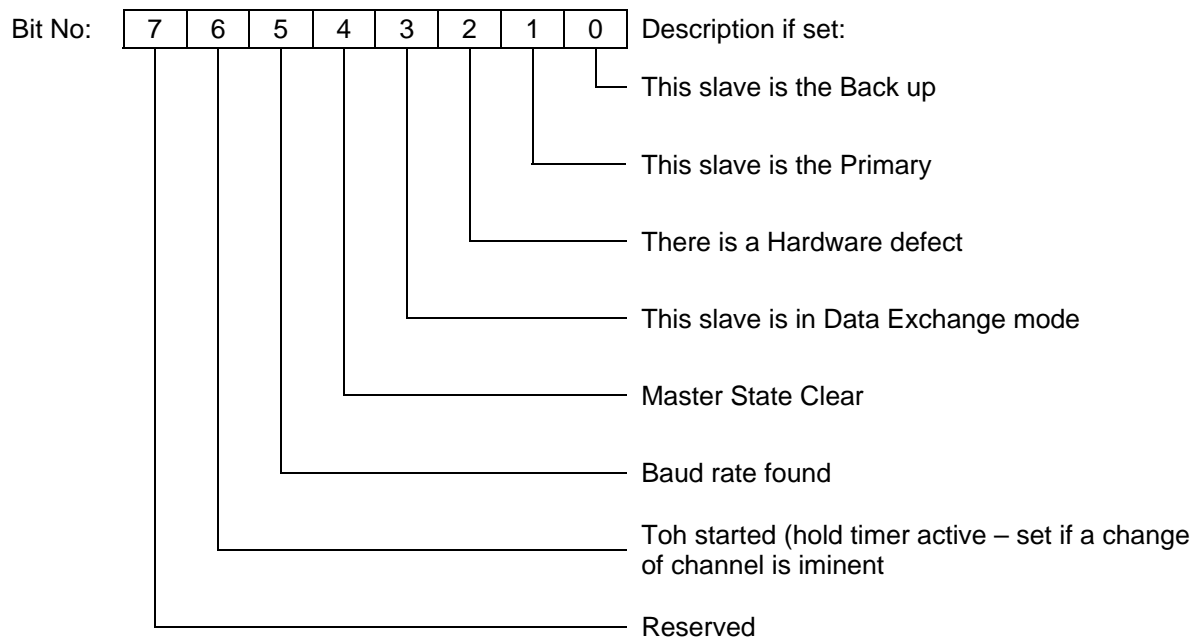 Bit No: 7 6 5 4 3 2 1 0 Description if set:
This slave is the Back up
This slave is the Primary
There is a Hardware defect
This slave is in Data Exchange mode
Master State Clear
Baud rate found
Toh started (hold timer active – set if a change
of channel is iminent
Reserved